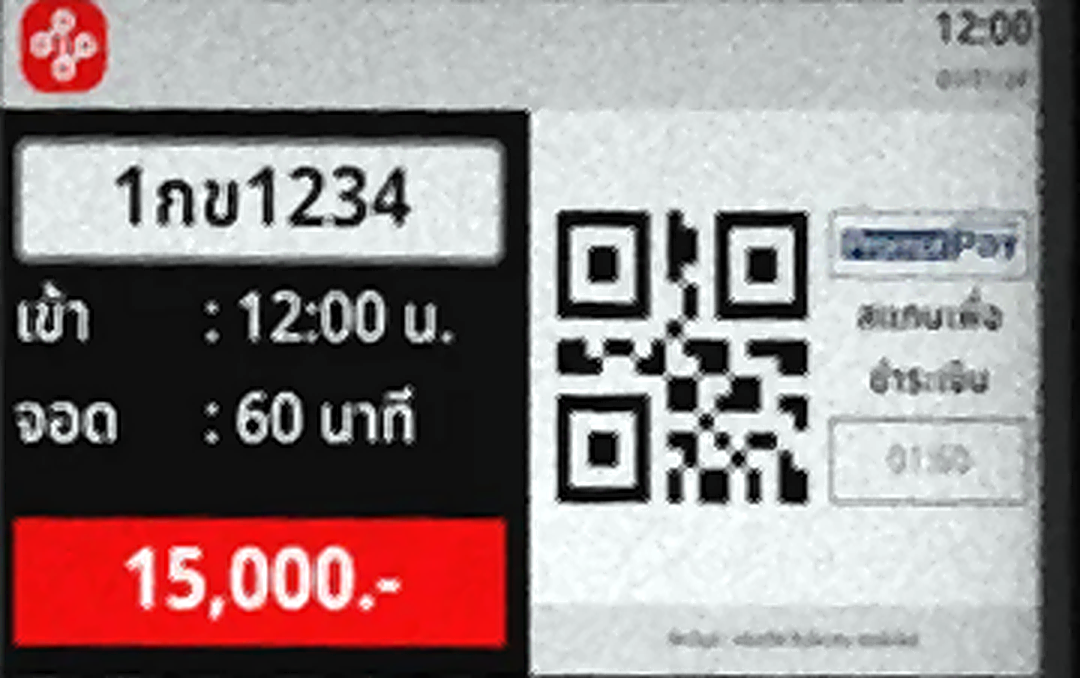 12:00
1กข1234
เข้า : 12:00 น.
จอด : 60 นาที
15,000.-
Pay
สแกนเพื่อ
ชำระเงิน